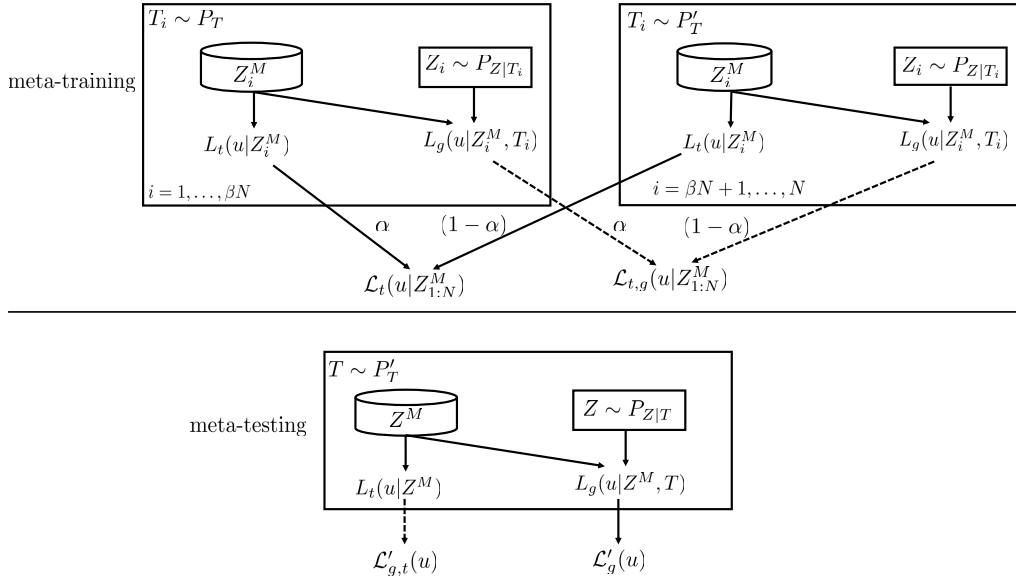 T_i ∼ P_T
T_i ∼ P′_T
Z_i^M
Z_i ∼ P_{Z|T_i}
Z_i^M
Z_i ∼ P_{Z|T_i}
meta-training
L_t(u|Z_i^M)
L_g(u|Z_i^M, T_i)
L_t(u|Z_i^M)
L_g(u|Z_i^M, T_i)
i = 1, . . . , βN
i = βN + 1, . . . , N
α
(1 − α)
α
(1 − α)
ℒ_t(u|Z_{1:N}^M)
ℒ_{t,g}(u|Z_{1:N}^M)
T ∼ P′_T
Z^M
Z ∼ P_{Z|T}
meta-testing
L_t(u|Z^M)
L_g(u|Z^M, T)
ℒ′_{g,t}(u)
ℒ′_g(u)